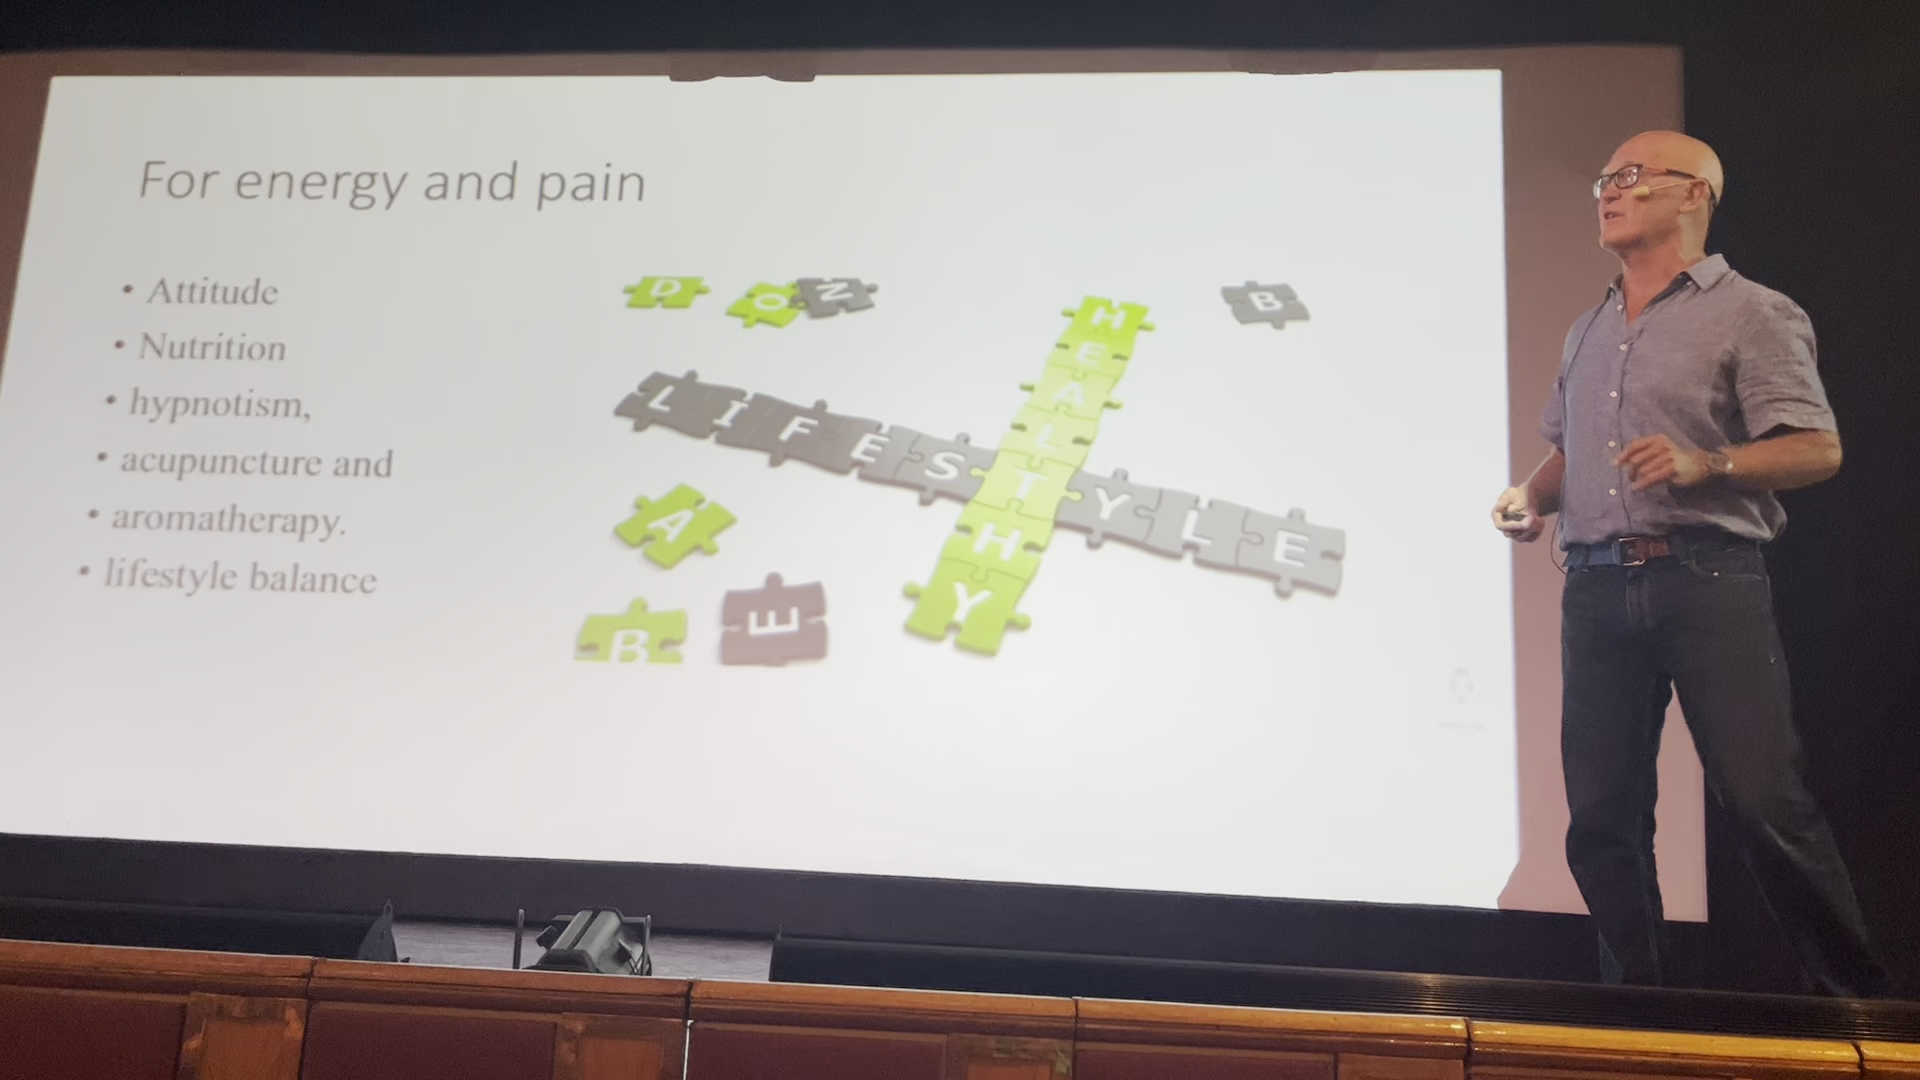 For energy and pain
• Attitude
• Nutrition
• hypnotism,
• acupuncture and
• aromatherapy.
• lifestyle balance
D
O
N
B
HEALTHY
LIFESTYLE
A
B
E